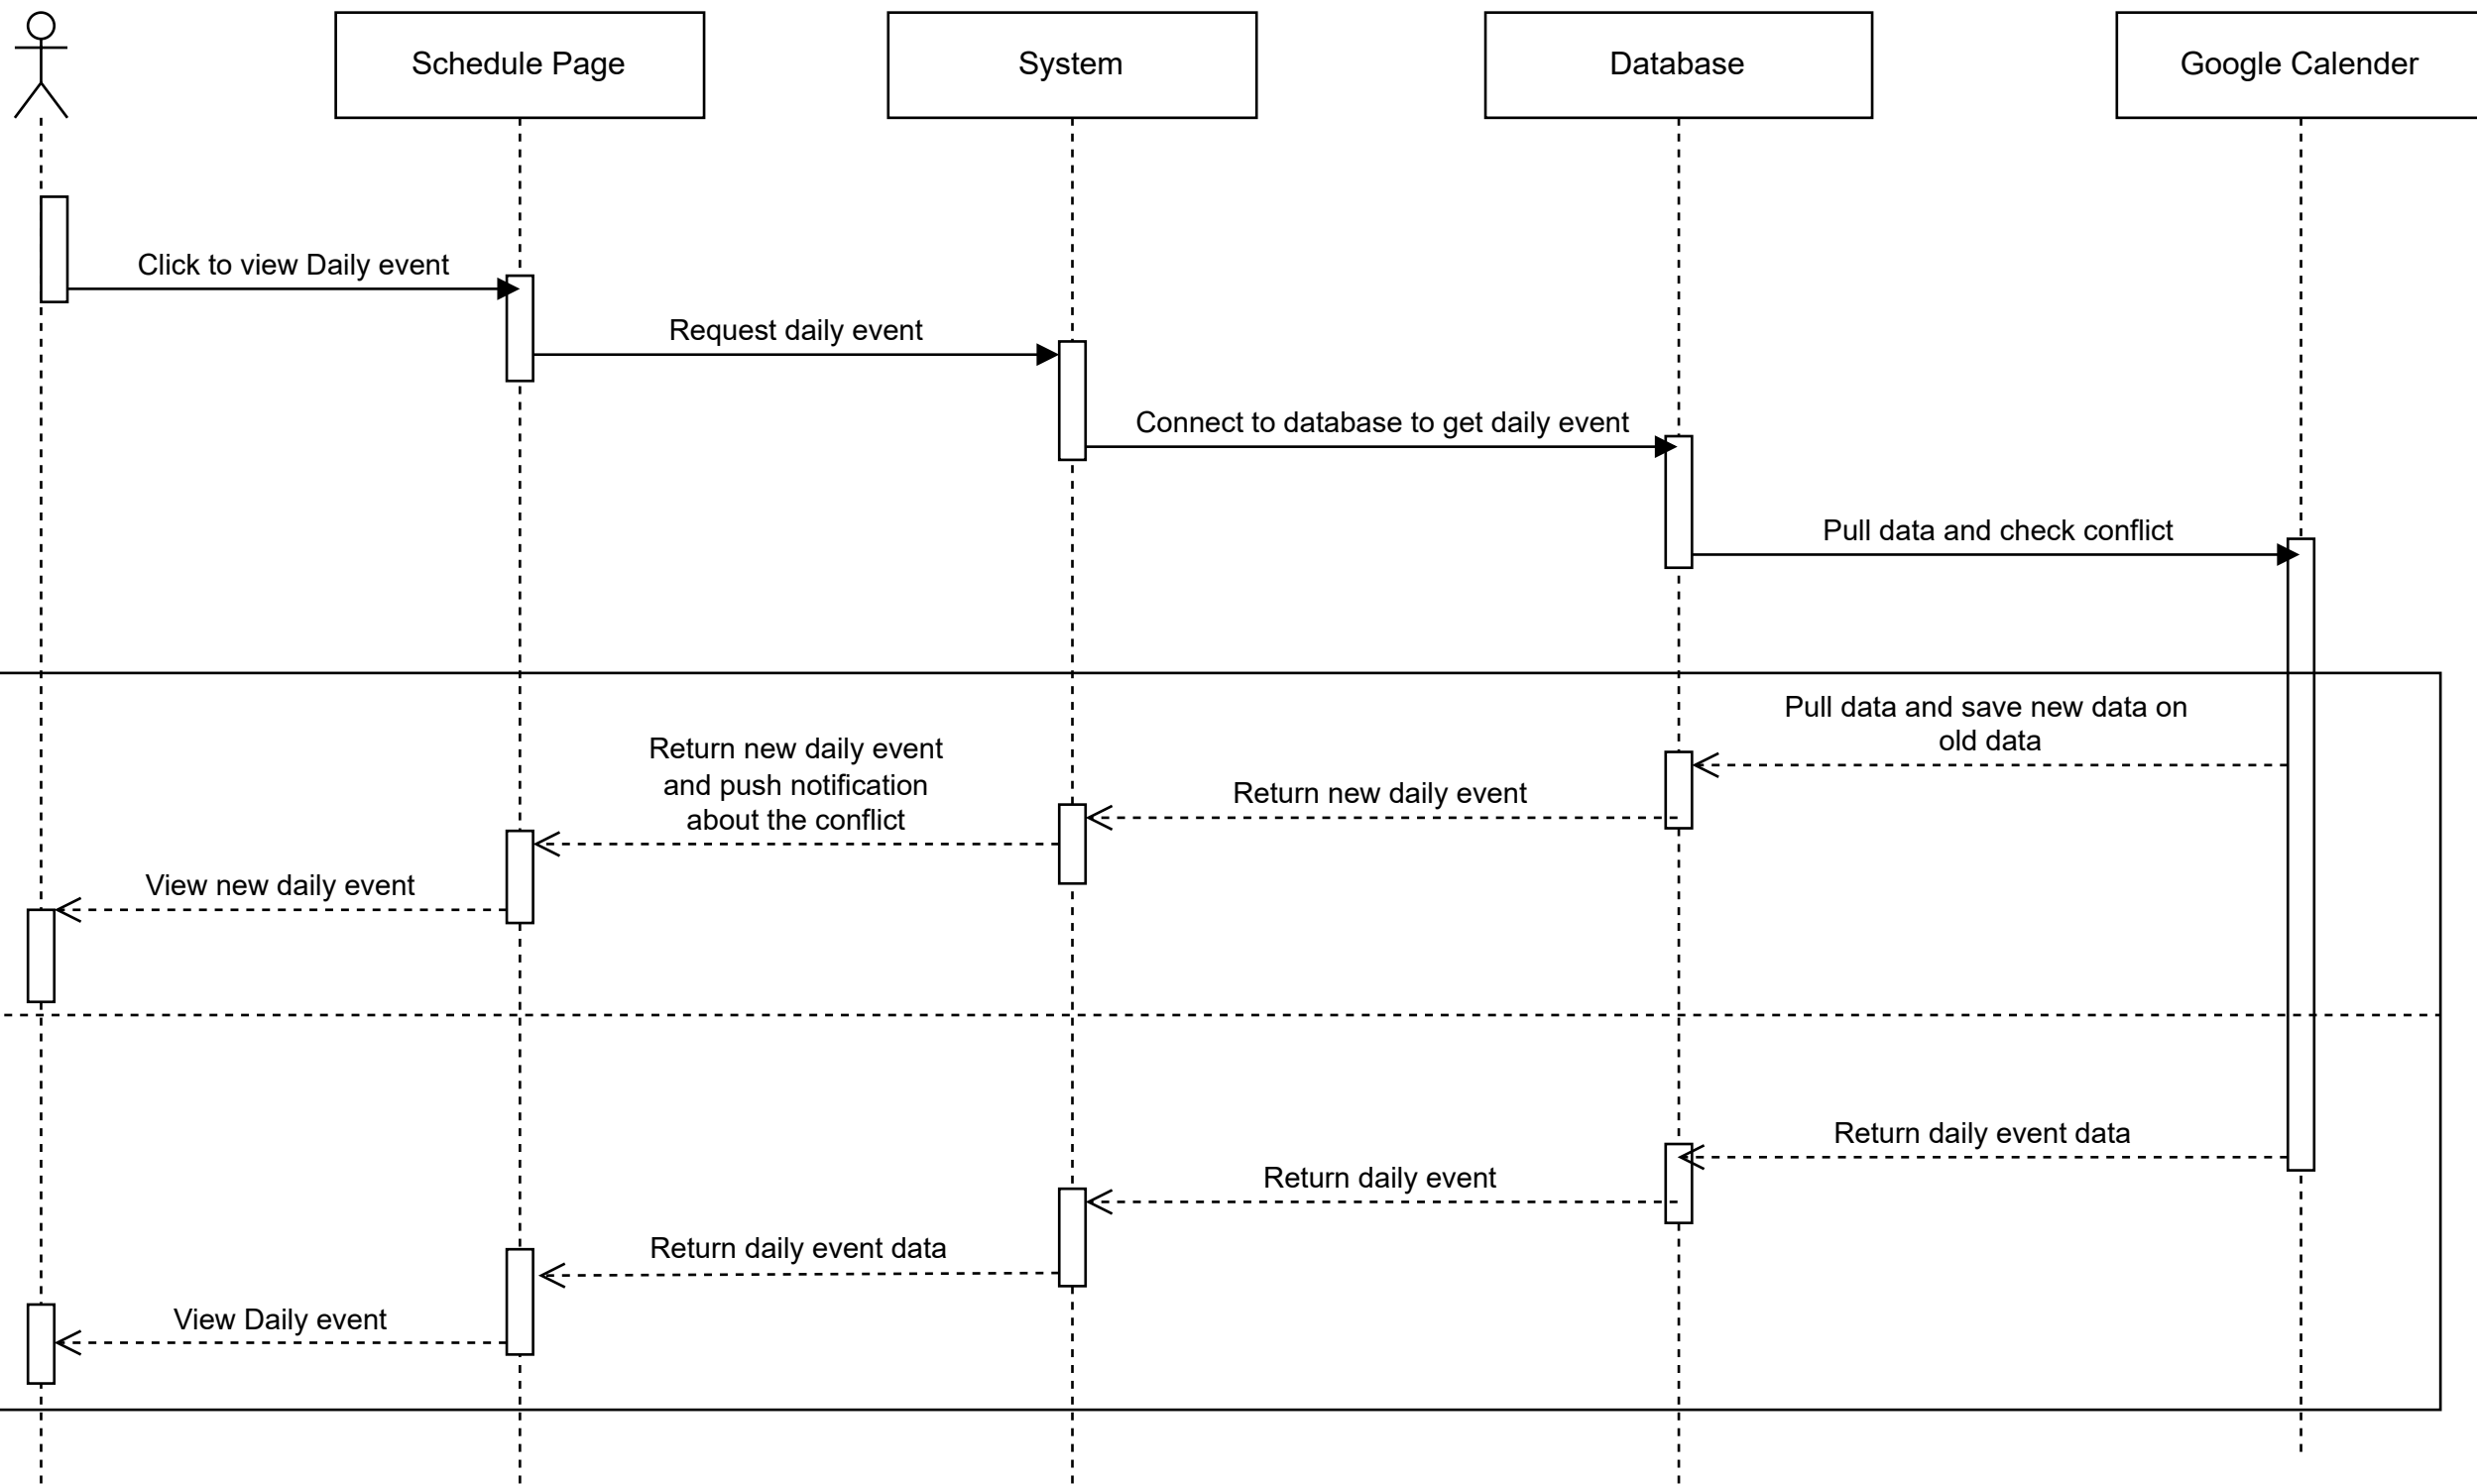 Schedule Page
System
Database
Google Calender
Click to view Daily event
Request daily event
Connect to database to get daily event
Pull data and check conflict
Pull data and save new data on
old data
Return new daily event
Return new daily event
and push notification
about the conflict
View new daily event
Return daily event data
Return daily event
Return daily event data
View Daily event